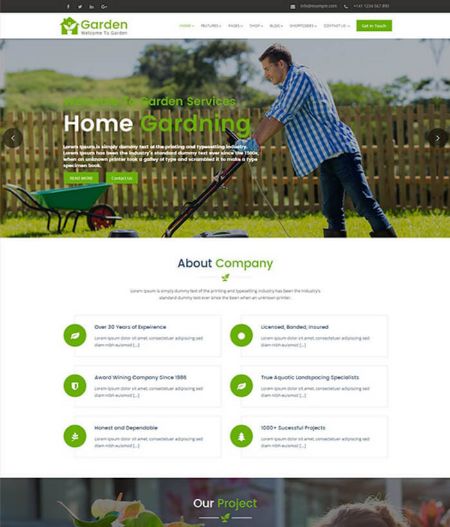 info@example.com +141 1234 567 890
Garden
Welcome To Garden
HOME FEATURES PAGES SHOP BLOG SHORTCODES CONTACT US Get In Touch
Welcome To Garden Services
Home Gardning
Lorem Ipsum is simply dummy text of the printing and typesetting industry.
Lorem Ipsum has been the industry's standard dummy text ever since the 1500s,
when an unknown printer took a galley of type and scrambled it to make a type
specimen book.
READ MORE Contact Us
About Company
Lorem Ipsum is simply dummy text of the printing and typesetting industry has been the industry's
standard dummy text ever since the been when an unknown printer.
Over 30 Years of Expeirence
Lorem ipsum dolor sit amet, consectetuer adipiscing elit, sed diam
nibh euismod [...]
Licensed, Bonded, Insured
Lorem ipsum dolor sit amet, consectetuer adipiscing elit, sed diam
nibh euismod [...]
Award Wining Company Since 1986
Lorem ipsum dolor sit amet, consectetuer adipiscing elit, sed diam
nibh euismod [...]
True Aquatic Landspacing Specialists
Lorem ipsum dolor sit amet, consectetuer adipiscing elit, sed diam
nibh euismod [...]
Honest and Dependable
Lorem ipsum dolor sit amet, consectetuer adipiscing elit, sed diam
nibh euismod [...]
1000+ Sucessful Projects
Lorem ipsum dolor sit amet, consectetuer adipiscing elit, sed diam
nibh euismod [...]
Our Project